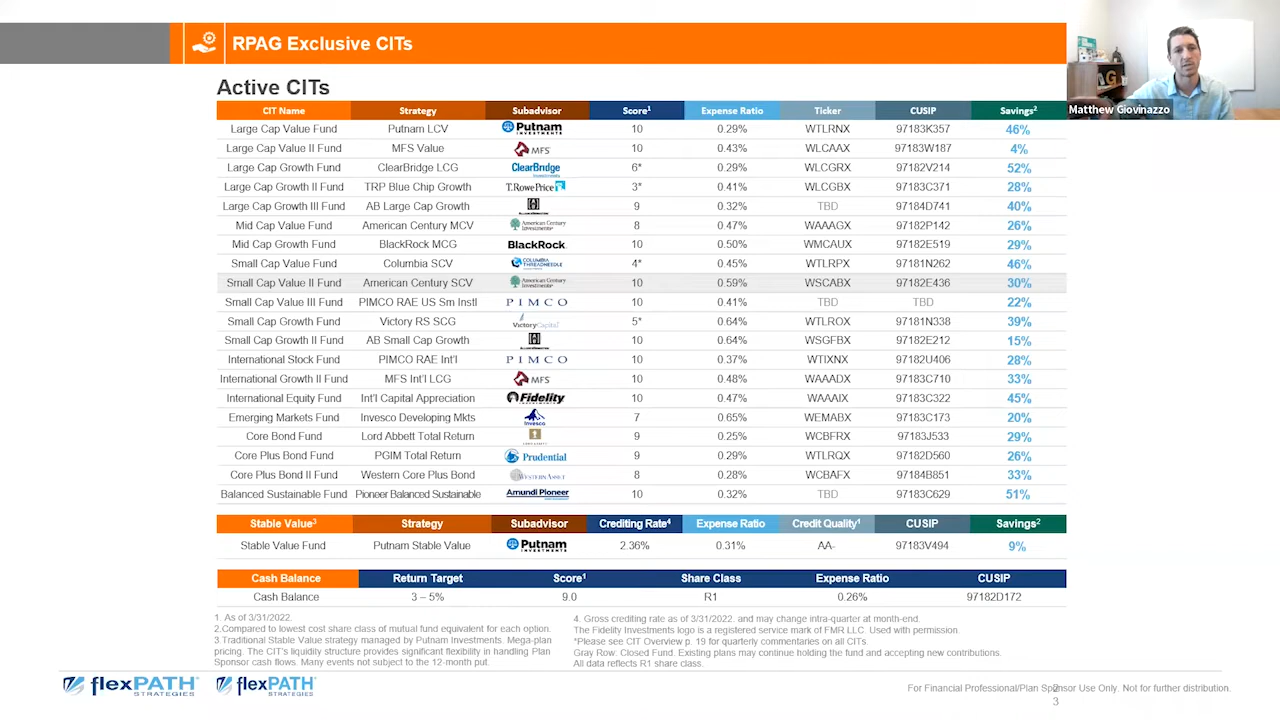 RPAG Exclusive CITs
Matthew Giovinazzo
Active CITs
CIT Name Strategy Subadvisor Score1 Expense Ratio Ticker CUSIP Savings2
Large Cap Value Fund Putnam LCV Putnam INVESTMENTS 10 0.29% WTLRNX 97183K357 46%
Large Cap Value II Fund MFS Value MFS 10 0.43% WLCAAX 97183W187 4%
Large Cap Growth Fund ClearBridge LCG ClearBridge Investments 6* 0.29% WLCGRX 97182V214 52%
Large Cap Growth II Fund TRP Blue Chip Growth T.RowePrice 3* 0.41% WLCGBX 97183C371 28%
Large Cap Growth III Fund AB Large Cap Growth 9 0.32% TBD 97184D741 40%
Mid Cap Value Fund American Century MCV American Century Investments 8 0.47% WAAAGX 97182P142 26%
Mid Cap Growth Fund BlackRock MCG BLACKROCK 10 0.50% WMCAUX 97182E519 29%
Small Cap Value Fund Columbia SCV COLUMBIA THREADNEEDLE 4* 0.45% WTLRPX 97181N262 46%
Small Cap Value II Fund American Century SCV American Century Investments 10 0.59% WSCABX 97182E436 30%
Small Cap Value III Fund PIMCO RAE US Sm Instl PIMCO 10 0.41% TBD TBD 22%
Small Cap Growth Fund Victory RS SCG VictoryCapital 5* 0.64% WTLROX 97181N338 39%
Small Cap Growth II Fund AB Small Cap Growth 10 0.64% WSGFBX 97182E212 15%
International Stock Fund PIMCO RAE Int'l PIMCO 10 0.37% WTIXNX 97182U406 28%
International Growth II Fund MFS Int'l LCG MFS 10 0.48% WAAADX 97183C710 33%
International Equity Fund Int'l Capital Appreciation Fidelity INVESTMENTS 10 0.47% WAAAIX 97183C322 45%
Emerging Markets Fund Invesco Developing Mkts Invesco 7 0.65% WEMABX 97183C173 20%
Core Bond Fund Lord Abbett Total Return 9 0.25% WCBFRX 97183J533 29%
Core Plus Bond Fund PGIM Total Return Prudential 9 0.29% WTLRQX 97182D560 26%
Core Plus Bond II Fund Western Core Plus Bond WESTERN ASSET 8 0.28% WCBAFX 97184B851 33%
Balanced Sustainable Fund Pioneer Balanced Sustainable Amundi Pioneer 10 0.32% TBD 97183C629 51%
Stable Value3 Strategy Subadvisor Crediting Rate4 Expense Ratio Credit Quality1 CUSIP Savings2
Stable Value Fund Putnam Stable Value Putnam INVESTMENTS 2.36% 0.31% AA- 97183V494 9%
Cash Balance Return Target Score1 Share Class Expense Ratio CUSIP
Cash Balance 3 – 5% 9.0 R1 0.26% 97182D172
1. As of 3/31/2022.
2.Compared to lowest cost share class of mutual fund equivalent for each option.
3 Traditional Stable Value strategy managed by Putnam Investments. Mega-plan
pricing. The CIT's liquidity structure provides significant flexibility in handling Plan
Sponsor cash flows. Many events not subject to the 12-month put.
4. Gross crediting rate as of 3/31/2022. and may change intra-quarter at month-end.
The Fidelity Investments logo is a registered service mark of FMR LLC. Used with permission.
*Please see CIT Overview p. 19 for quarterly commentaries on all CITs.
Gray Row: Closed Fund. Existing plans may continue holding the fund and accepting new contributions.
All data reflects R1 share class.
flexPATH STRATEGIES
flexPATH STRATEGIES
For Financial Professional/Plan Sponsor Use Only. Not for further distribution.
2
3